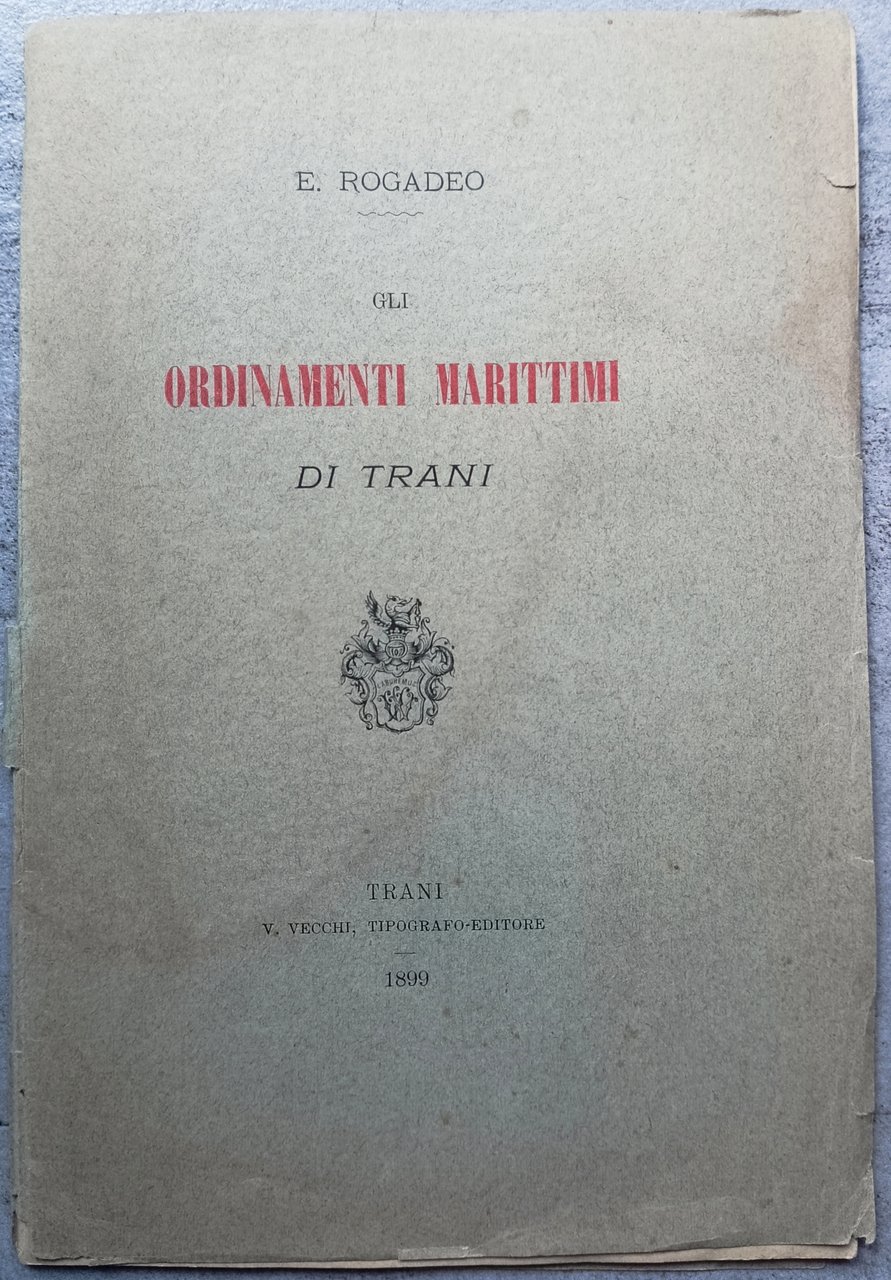 E. ROGADEO
GLI
ORDINAMENTI MARITTIMI
DI TRANI
TRANI
V. VECCHI, TIPOGRAFO-EDITORE
1899